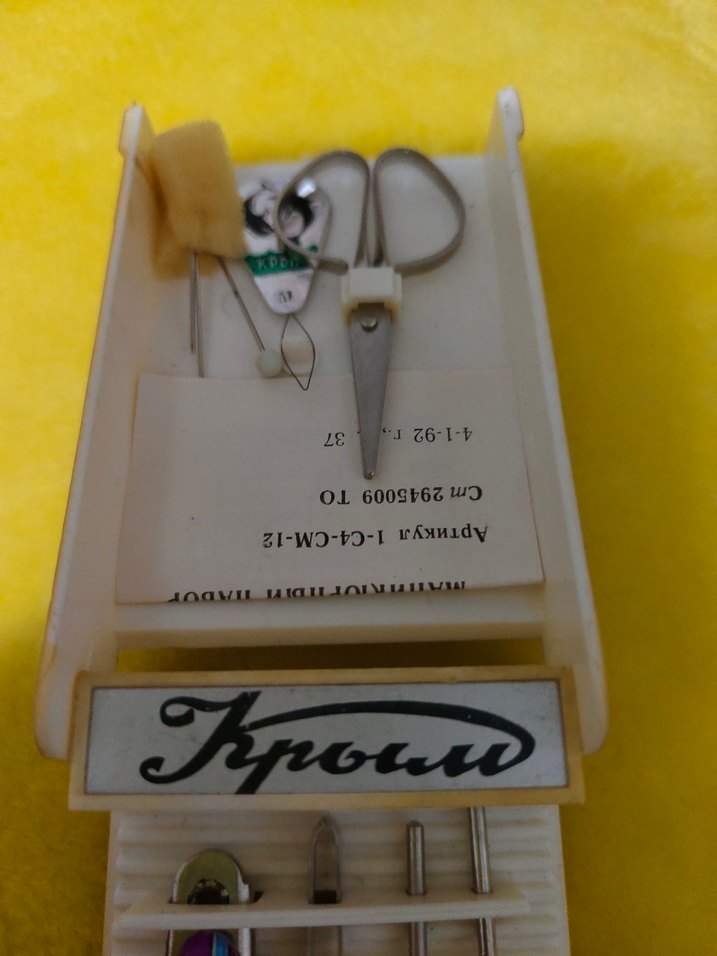 МАНИКЮРНЫЙ НАБОР
Артикул 1-С4-СМ-12
Ст 2945009 ТО
4-1-92 г., 37
Крым